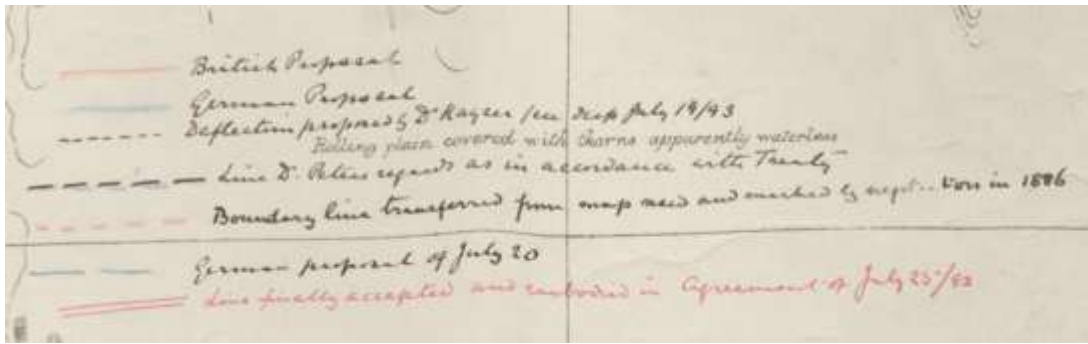 British Proposal
German Proposal
Deflection proposed by Dr Kayser see desp July 19/93
Rolling plain covered with thorns apparently waterless
Line Dr. Peters regards as in accordance with Treaty
Boundary line transferred from map used and marked by negotiators in 1886
German proposal of July 20
Line finally accepted and embodied in Agreement of July 25/93